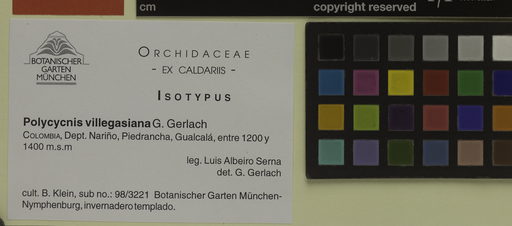 cm
copyright reserved
BOTANISCHER
GARTEN
MÜNCHEN
ORCHIDACEAE
- EX CALDARIIS -
ISOTYPUS
Polycycnis villegasiana G. Gerlach
COLOMBIA, Dept. Nariño, Piedrancha, Gualcalá, entre 1200 y
1400 m.s.m
leg. Luis Albeiro Serna
det. G. Gerlach
cult. B. Klein, sub no.: 98/3221 Botanischer Garten München-
Nymphenburg, invernadero templado.